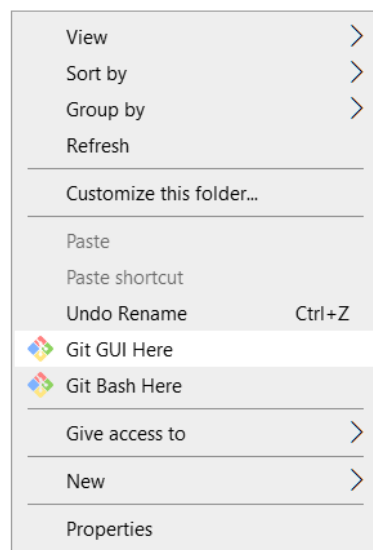 View
Sort by
Group by
Refresh
Customize this folder...
Paste
Paste shortcut
Undo Rename Ctrl+Z
Git GUI Here
Git Bash Here
Give access to
New
Properties